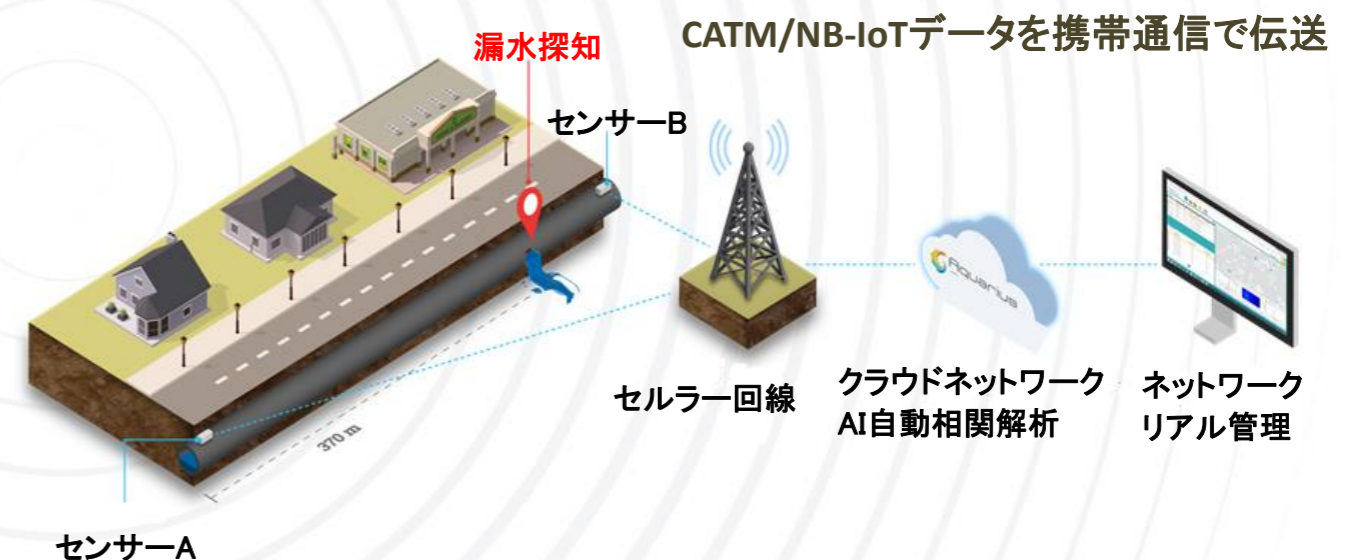 CATM/NB-IoTデータを携帯通信で伝送
漏水探知
センサーB
Aquarius
370 m
セルラー回線
クラウドネットワーク
AI自動相関解析
ネットワーク
リアル管理
センサーA